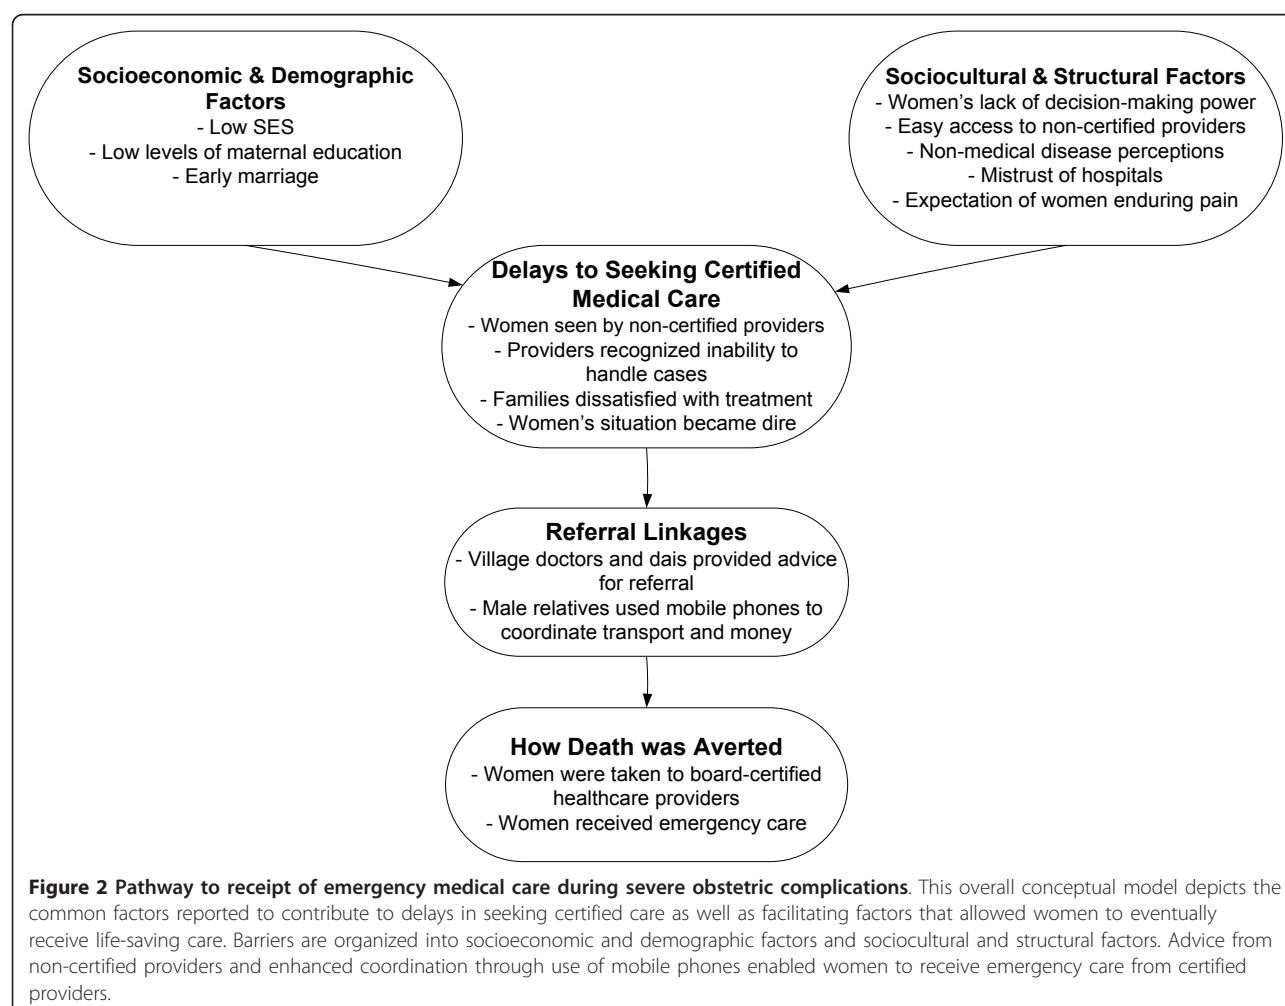 Socioeconomic & Demographic
Factors
- Low SES
- Low levels of maternal education
- Early marriage
Sociocultural & Structural Factors
- Women's lack of decision-making power
- Easy access to non-certified providers
- Non-medical disease perceptions
- Mistrust of hospitals
- Expectation of women enduring pain
Delays to Seeking Certified
Medical Care
- Women seen by non-certified providers
- Providers recognized inability to
handle cases
- Families dissatisfied with treatment
- Women's situation became dire
Referral Linkages
- Village doctors and dais provided advice
for referral
- Male relatives used mobile phones to
coordinate transport and money
How Death was Averted
- Women were taken to board-certified
healthcare providers
- Women received emergency care
Figure 2 Pathway to receipt of emergency medical care during severe obstetric complications. This overall conceptual model depicts the
common factors reported to contribute to delays in seeking certified care as well as facilitating factors that allowed women to eventually
receive life-saving care. Barriers are organized into socioeconomic and demographic factors and sociocultural and structural factors. Advice from
non-certified providers and enhanced coordination through use of mobile phones enabled women to receive emergency care from certified
providers.